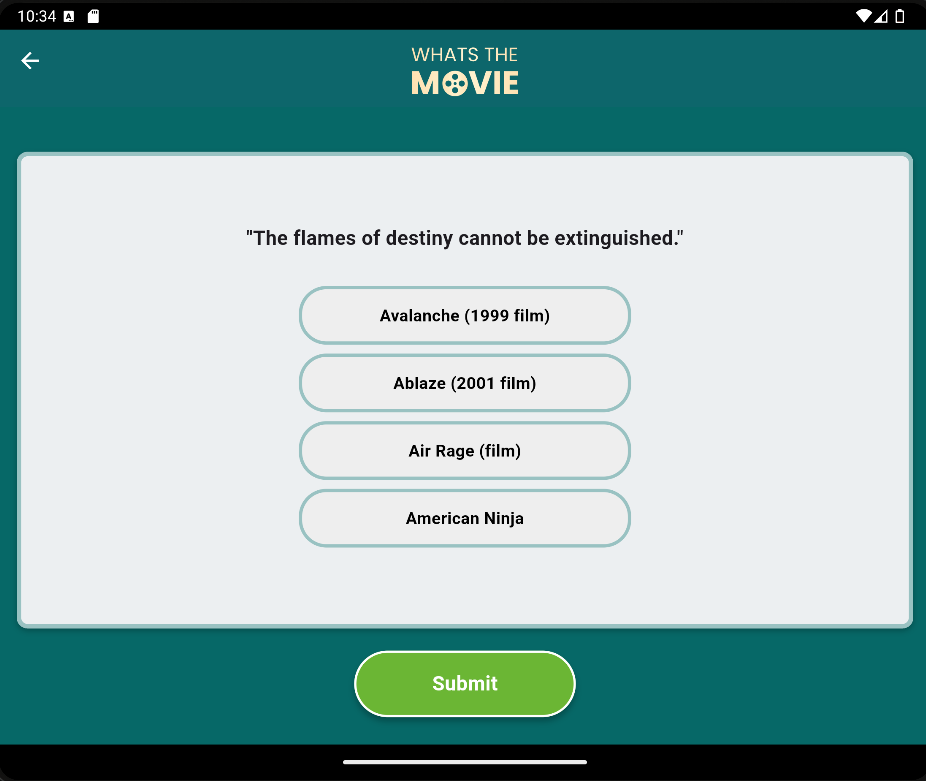 10:34
WHATS THE
MOVIE
"The flames of destiny cannot be extinguished."
Avalanche (1999 film)
Ablaze (2001 film)
Air Rage (film)
American Ninja
Submit